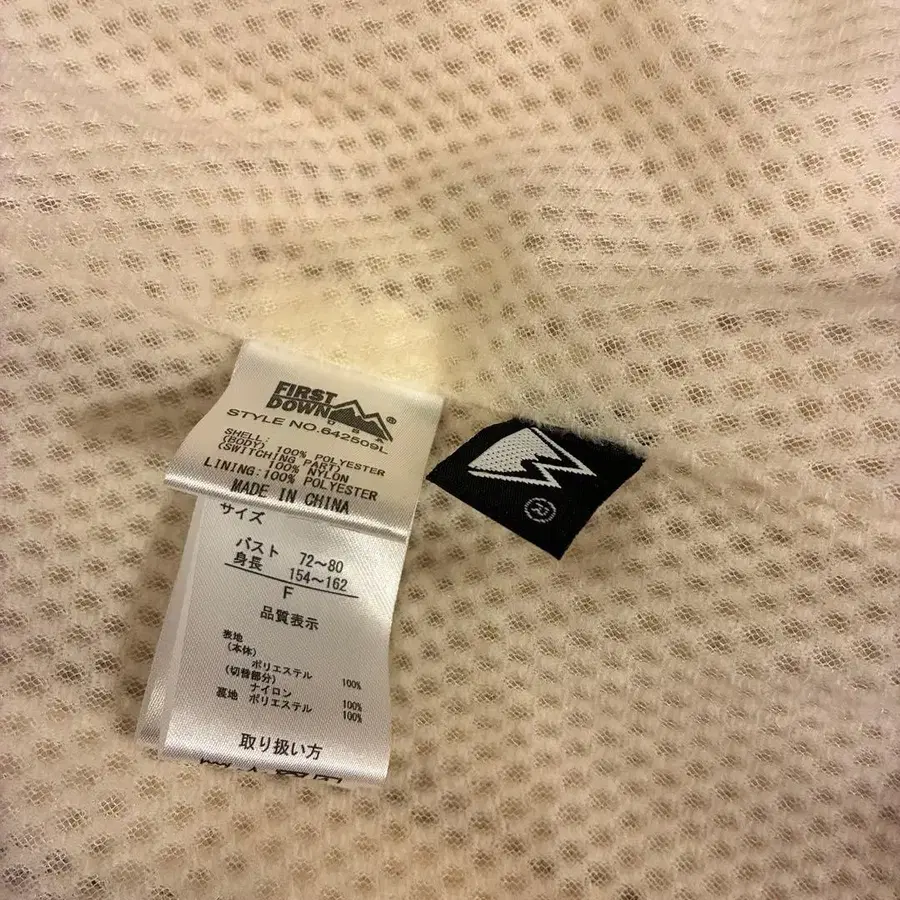 FIRST
DOWN
USA ®
STYLE NO.642509L
SHELL:
(BODY) 100% POLYESTER
(SWITCHING PART)
100% NYLON
LINING:100% POLYESTER
MADE IN CHINA
サイズ
バスト 72~80
身長 154~162
F
品質表示
表地
(本体)
ポリエステル 100%
(切替部分)
ナイロン 100%
裏地 ポリエステル 100%
取り扱い方
®